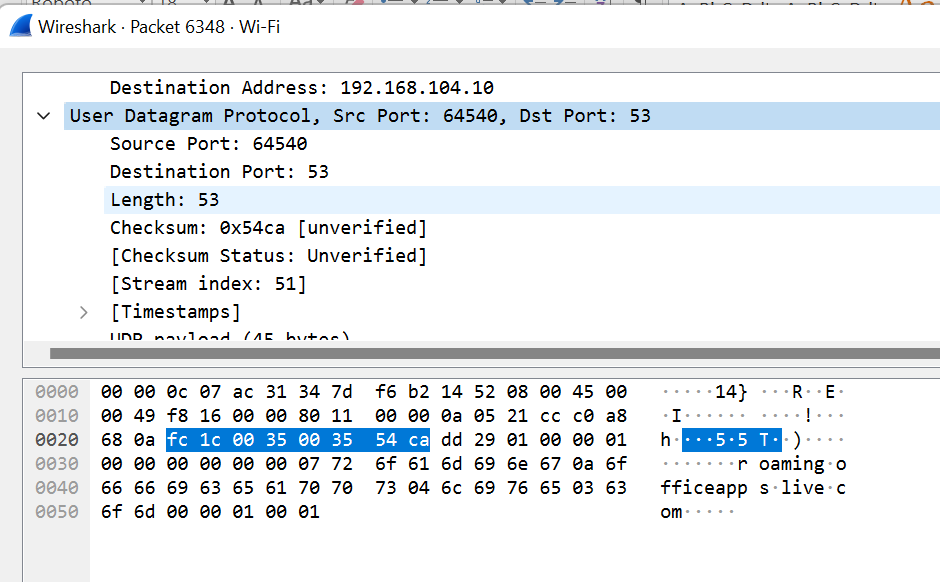 Wireshark · Packet 6348 · Wi-Fi
Destination Address: 192.168.104.10
User Datagram Protocol, Src Port: 64540, Dst Port: 53
Source Port: 64540
Destination Port: 53
Length: 53
Checksum: 0x54ca [unverified]
[Checksum Status: Unverified]
[Stream index: 51]
[Timestamps]
UDP payload (45 bytes)
0000 00 00 0c 07 ac 31 34 7d f6 b2 14 52 08 00 45 00 ·····14} ···R··E·
0010 00 49 f8 16 00 00 80 11 00 00 0a 05 21 cc c0 a8 ·I······ ····!···
0020 68 0a fc 1c 00 35 00 35 54 ca dd 29 01 00 00 01 h····5·5 T··)····
0030 00 00 00 00 00 00 07 72 6f 61 6d 69 6e 67 0a 6f ·······r oaming·o
0040 66 66 69 63 65 61 70 70 73 04 6c 69 76 65 03 63 fficeapp s·live·c
0050 6f 6d 00 00 01 00 01 om·····